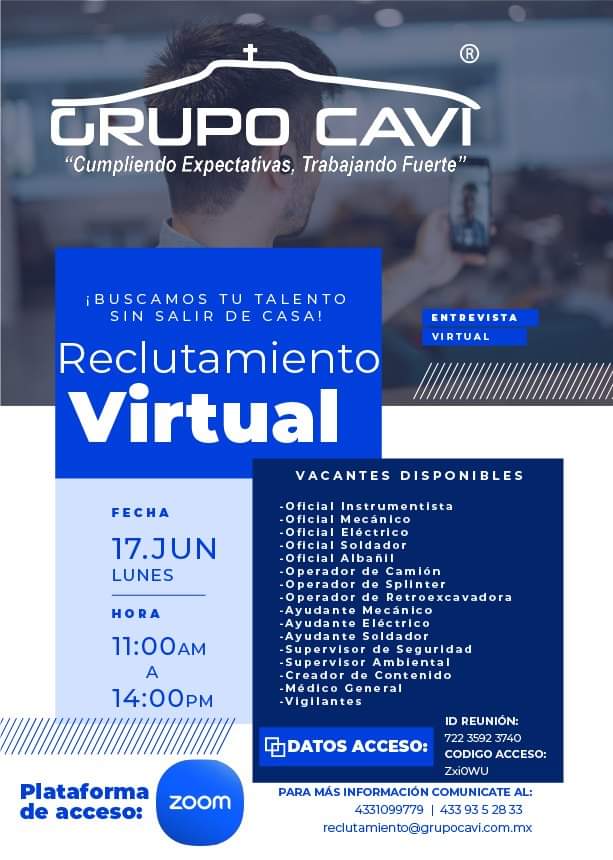 ®
GRUPO CAVI
“Cumpliendo Expectativas, Trabajando Fuerte”
¡BUSCAMOS TU TALENTO
SIN SALIR DE CASA!
Reclutamiento
Virtual
ENTREVISTA
VIRTUAL
FECHA
17.JUN
LUNES
HORA
11:00AM
A
14:00PM
VACANTES DISPONIBLES
-Oficial Instrumentista
-Oficial Mecánico
-Oficial Eléctrico
-Oficial Soldador
-Oficial Albañil
-Operador de Camión
-Operador de Splinter
-Operador de Retroexcavadora
-Ayudante Mecánico
-Ayudante Eléctrico
-Ayudante Soldador
-Supervisor de Seguridad
-Supervisor Ambiental
-Creador de Contenido
-Médico General
-Vigilantes
DATOS ACCESO:
ID REUNIÓN:
722 3592 3740
CODIGO ACCESO:
Zxi0WU
Plataforma
de acceso:
zoom
PARA MÁS INFORMACIÓN COMUNICATE AL:
4331099779 | 433 93 5 28 33
reclutamiento@grupocavi.com.mx